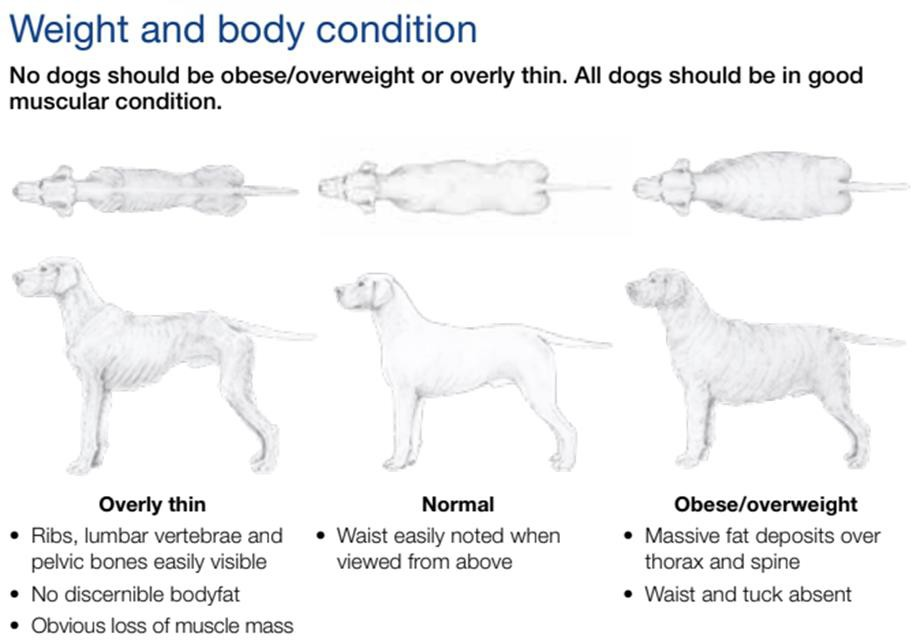 Weight and body condition
No dogs should be obese/overweight or overly thin. All dogs should be in good
muscular condition.
Overly thin
• Ribs, lumbar vertebrae and
pelvic bones easily visible
• No discernible bodyfat
• Obvious loss of muscle mass
Normal
• Waist easily noted when
viewed from above
Obese/overweight
• Massive fat deposits over
thorax and spine
• Waist and tuck absent